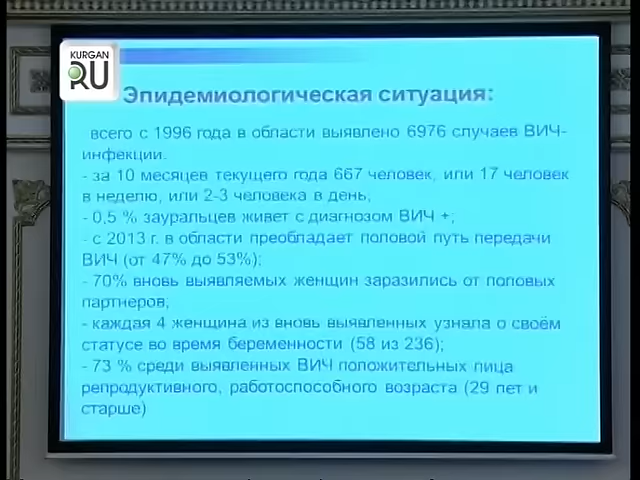 KURGAN
RU
Эпидемиологическая ситуация:
всего с 1996 года в области выявлено 6976 случаев ВИЧ-
инфекции.
- за 10 месяцев текущего года 667 человек, или 17 человек
в неделю, или 2-3 человека в день;
- 0,5 % зауральцев живет с диагнозом ВИЧ +;
- с 2013 г. в области преобладает половой путь передачи
ВИЧ (от 47% до 53%);
- 70% вновь выявляемых женщин заразились от половых
партнеров;
- каждая 4 женщина из вновь выявленных узнала о своём
статусе во время беременности (58 из 236);
- 73 % среди выявленных ВИЧ положительных лица
репродуктивного, работоспособного возраста (29 лет и
старше)